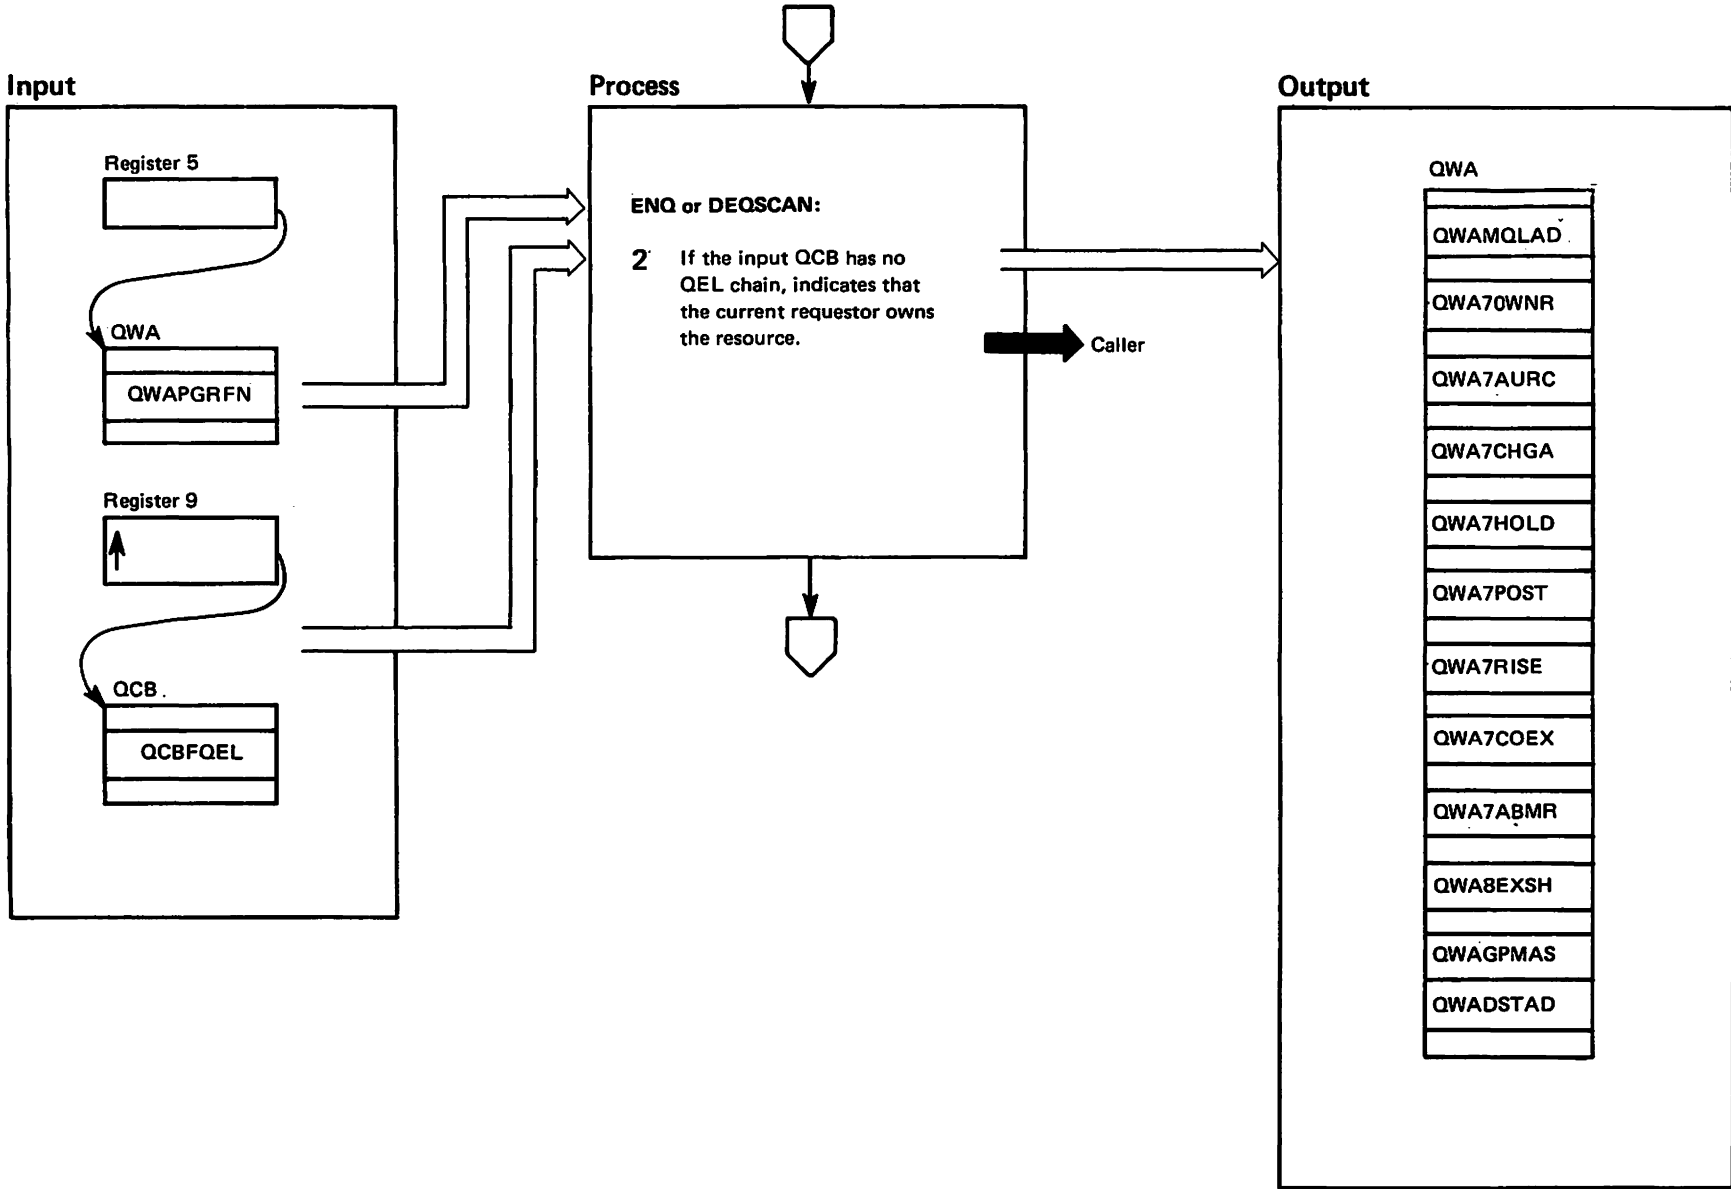 Input
Register 5
QWA
QWAPGRFN
Register 9
QCB
QCBFQEL
Process
ENQ or DEQSCAN:
2 If the input QCB has no
QEL chain, indicates that
the current requestor owns
the resource.
Caller
Output
QWA
QWAMQLAD
QWA7OWNR
QWA7AURC
QWA7CHGA
QWA7HOLD
QWA7POST
QWA7RISE
QWA7COEX
QWA7ABMR
QWA8EXSH
QWAGPMAS
QWADSTAD